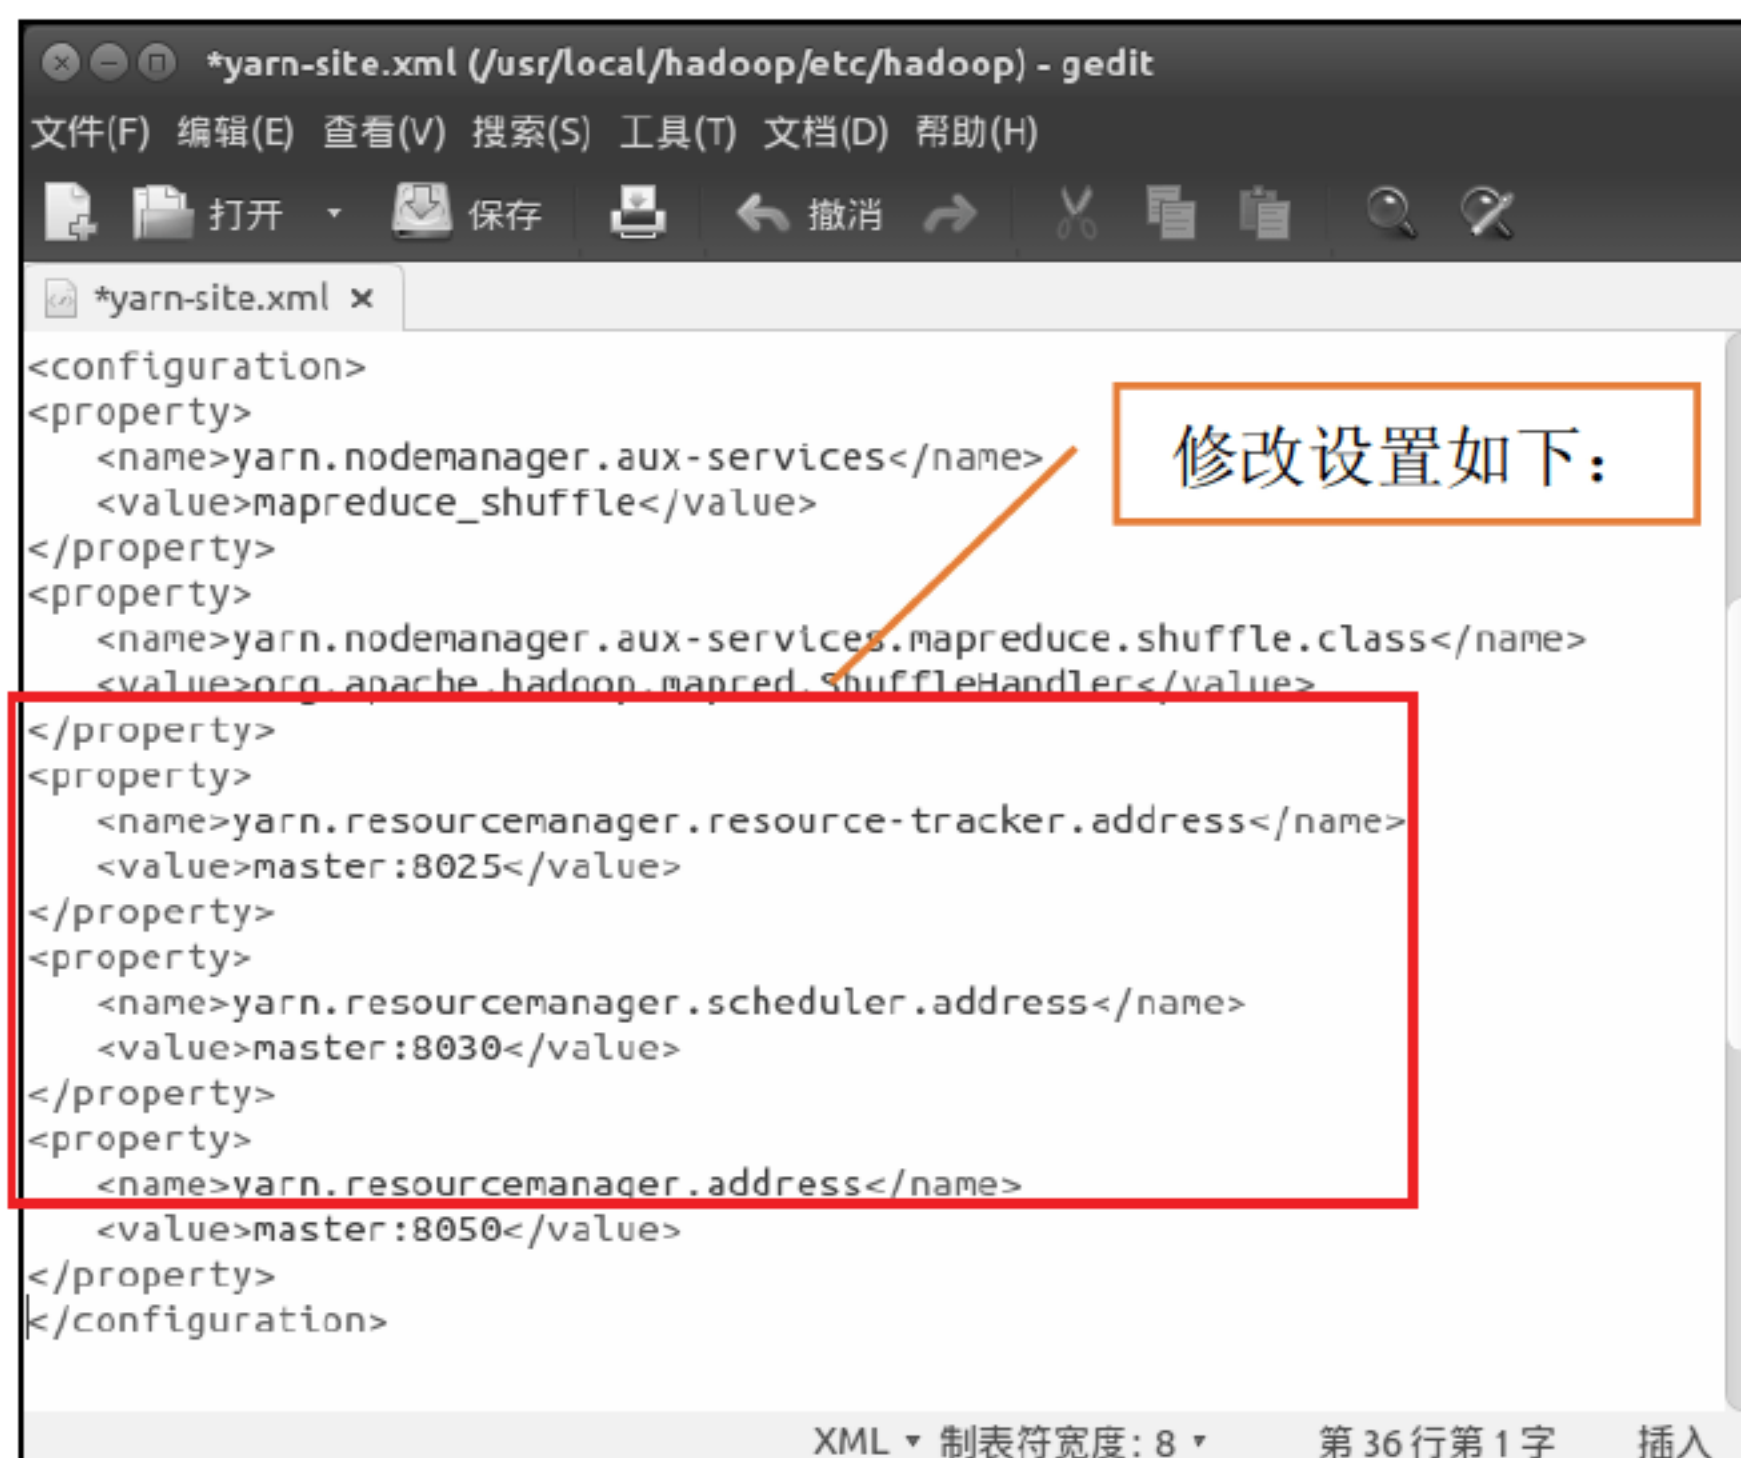 *yarn-site.xml (/usr/local/hadoop/etc/hadoop) - gedit
文件(F) 编辑(E) 查看(V) 搜索(S) 工具(T) 文档(D) 帮助(H)
打开 保存 撤消
*yarn-site.xml ×
<configuration>
<property>
<name>yarn.nodemanager.aux-services</name>
<value>mapreduce_shuffle</value>
</property>
<property>
<name>yarn.nodemanager.aux-services.mapreduce.shuffle.class</name>
<value>org.apache.hadoop.mapred.ShuffleHandler</value>
</property>
<property>
<name>yarn.resourcemanager.resource-tracker.address</name>
<value>master:8025</value>
</property>
<property>
<name>yarn.resourcemanager.scheduler.address</name>
<value>master:8030</value>
</property>
<property>
<name>yarn.resourcemanager.address</name>
<value>master:8050</value>
</property>
</configuration>
修改设置如下：
XML 制表符宽度: 8 第 36 行第 1 字 插入